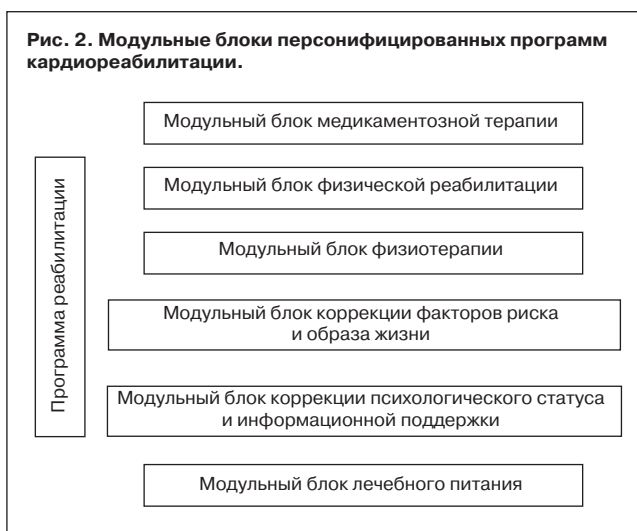 Рис. 2. Модульные блоки персонифицированных программ
кардиореабилитации.
Программа реабилитации
Модульный блок медикаментозной терапии
Модульный блок физической реабилитации
Модульный блок физиотерапии
Модульный блок коррекции факторов риска
и образа жизни
Модульный блок коррекции психологического статуса
и информационной поддержки
Модульный блок лечебного питания